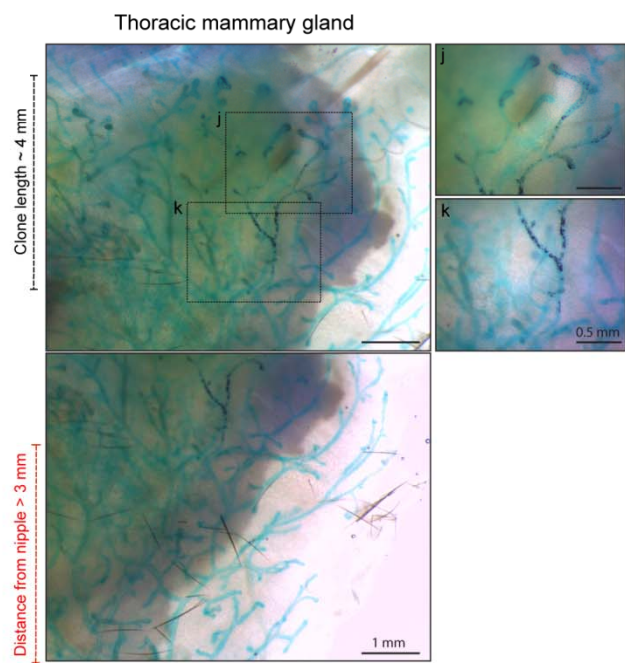 Thoracic mammary gland
Clone length ~ 4 mm
j
k
j
k
0.5 mm
Distance from nipple > 3 mm
1 mm